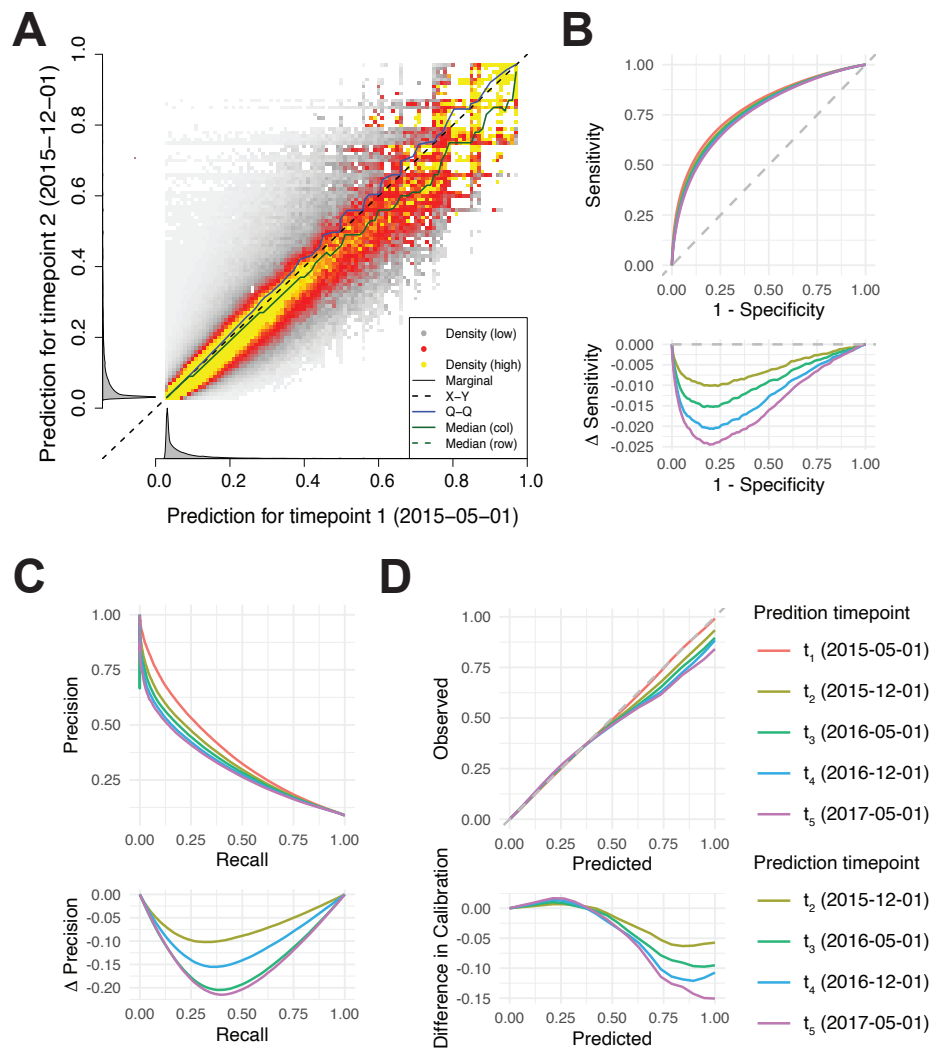 A
Prediction for timepoint 2 (2015−12−01)
1.0
0.8
0.6
0.4
0.2
0.0
Density (low)
Density (high)
Marginal
X−Y
Q−Q
Median (col)
Median (row)
0.0 0.2 0.4 0.6 0.8 1.0
Prediction for timepoint 1 (2015−05−01)
B
Sensitivity
1.00
0.75
0.50
0.25
0.00
0.00 0.25 0.50 0.75 1.00
1 - Specificity
Δ Sensitivity
0.000
-0.005
-0.010
-0.015
-0.020
-0.025
0.00 0.25 0.50 0.75 1.00
1 - Specificity
C
Precision
1.00
0.75
0.50
0.25
0.00 0.25 0.50 0.75 1.00
Recall
Δ Precision
0.00
-0.05
-0.10
-0.15
-0.20
0.00 0.25 0.50 0.75 1.00
Recall
D
Observed
1.00
0.75
0.50
0.25
0.00
0.00 0.25 0.50 0.75 1.00
Predicted
Difference in Calibration
0.00
-0.05
-0.10
-0.15
0.00 0.25 0.50 0.75 1.00
Predicted
Predition timepoint
t1 (2015-05-01)
t2 (2015-12-01)
t3 (2016-05-01)
t4 (2016-12-01)
t5 (2017-05-01)
Prediction timepoint
t2 (2015-12-01)
t3 (2016-05-01)
t4 (2016-12-01)
t5 (2017-05-01)